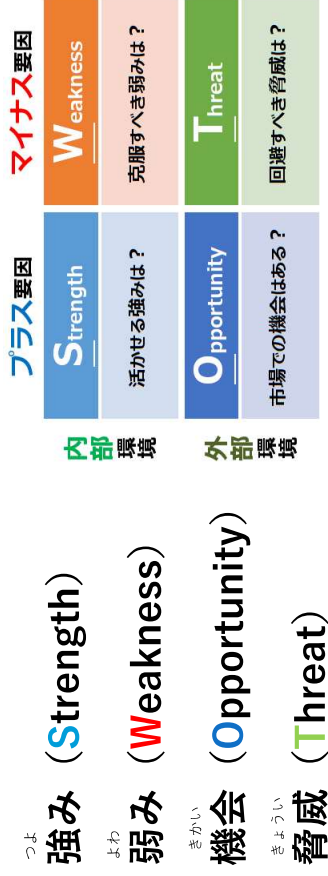 つよ
強み（Strength）
よわ
弱み（Weakness）
きかい
機会（Opportunity）
きょうい
脅威（Threat）
プラス要因
マイナス要因
内部環境
Strength
活かせる強みは？
Weakness
克服すべき弱みは？
外部環境
Opportunity
市場での機会はある？
Threat
回避すべき脅威は？